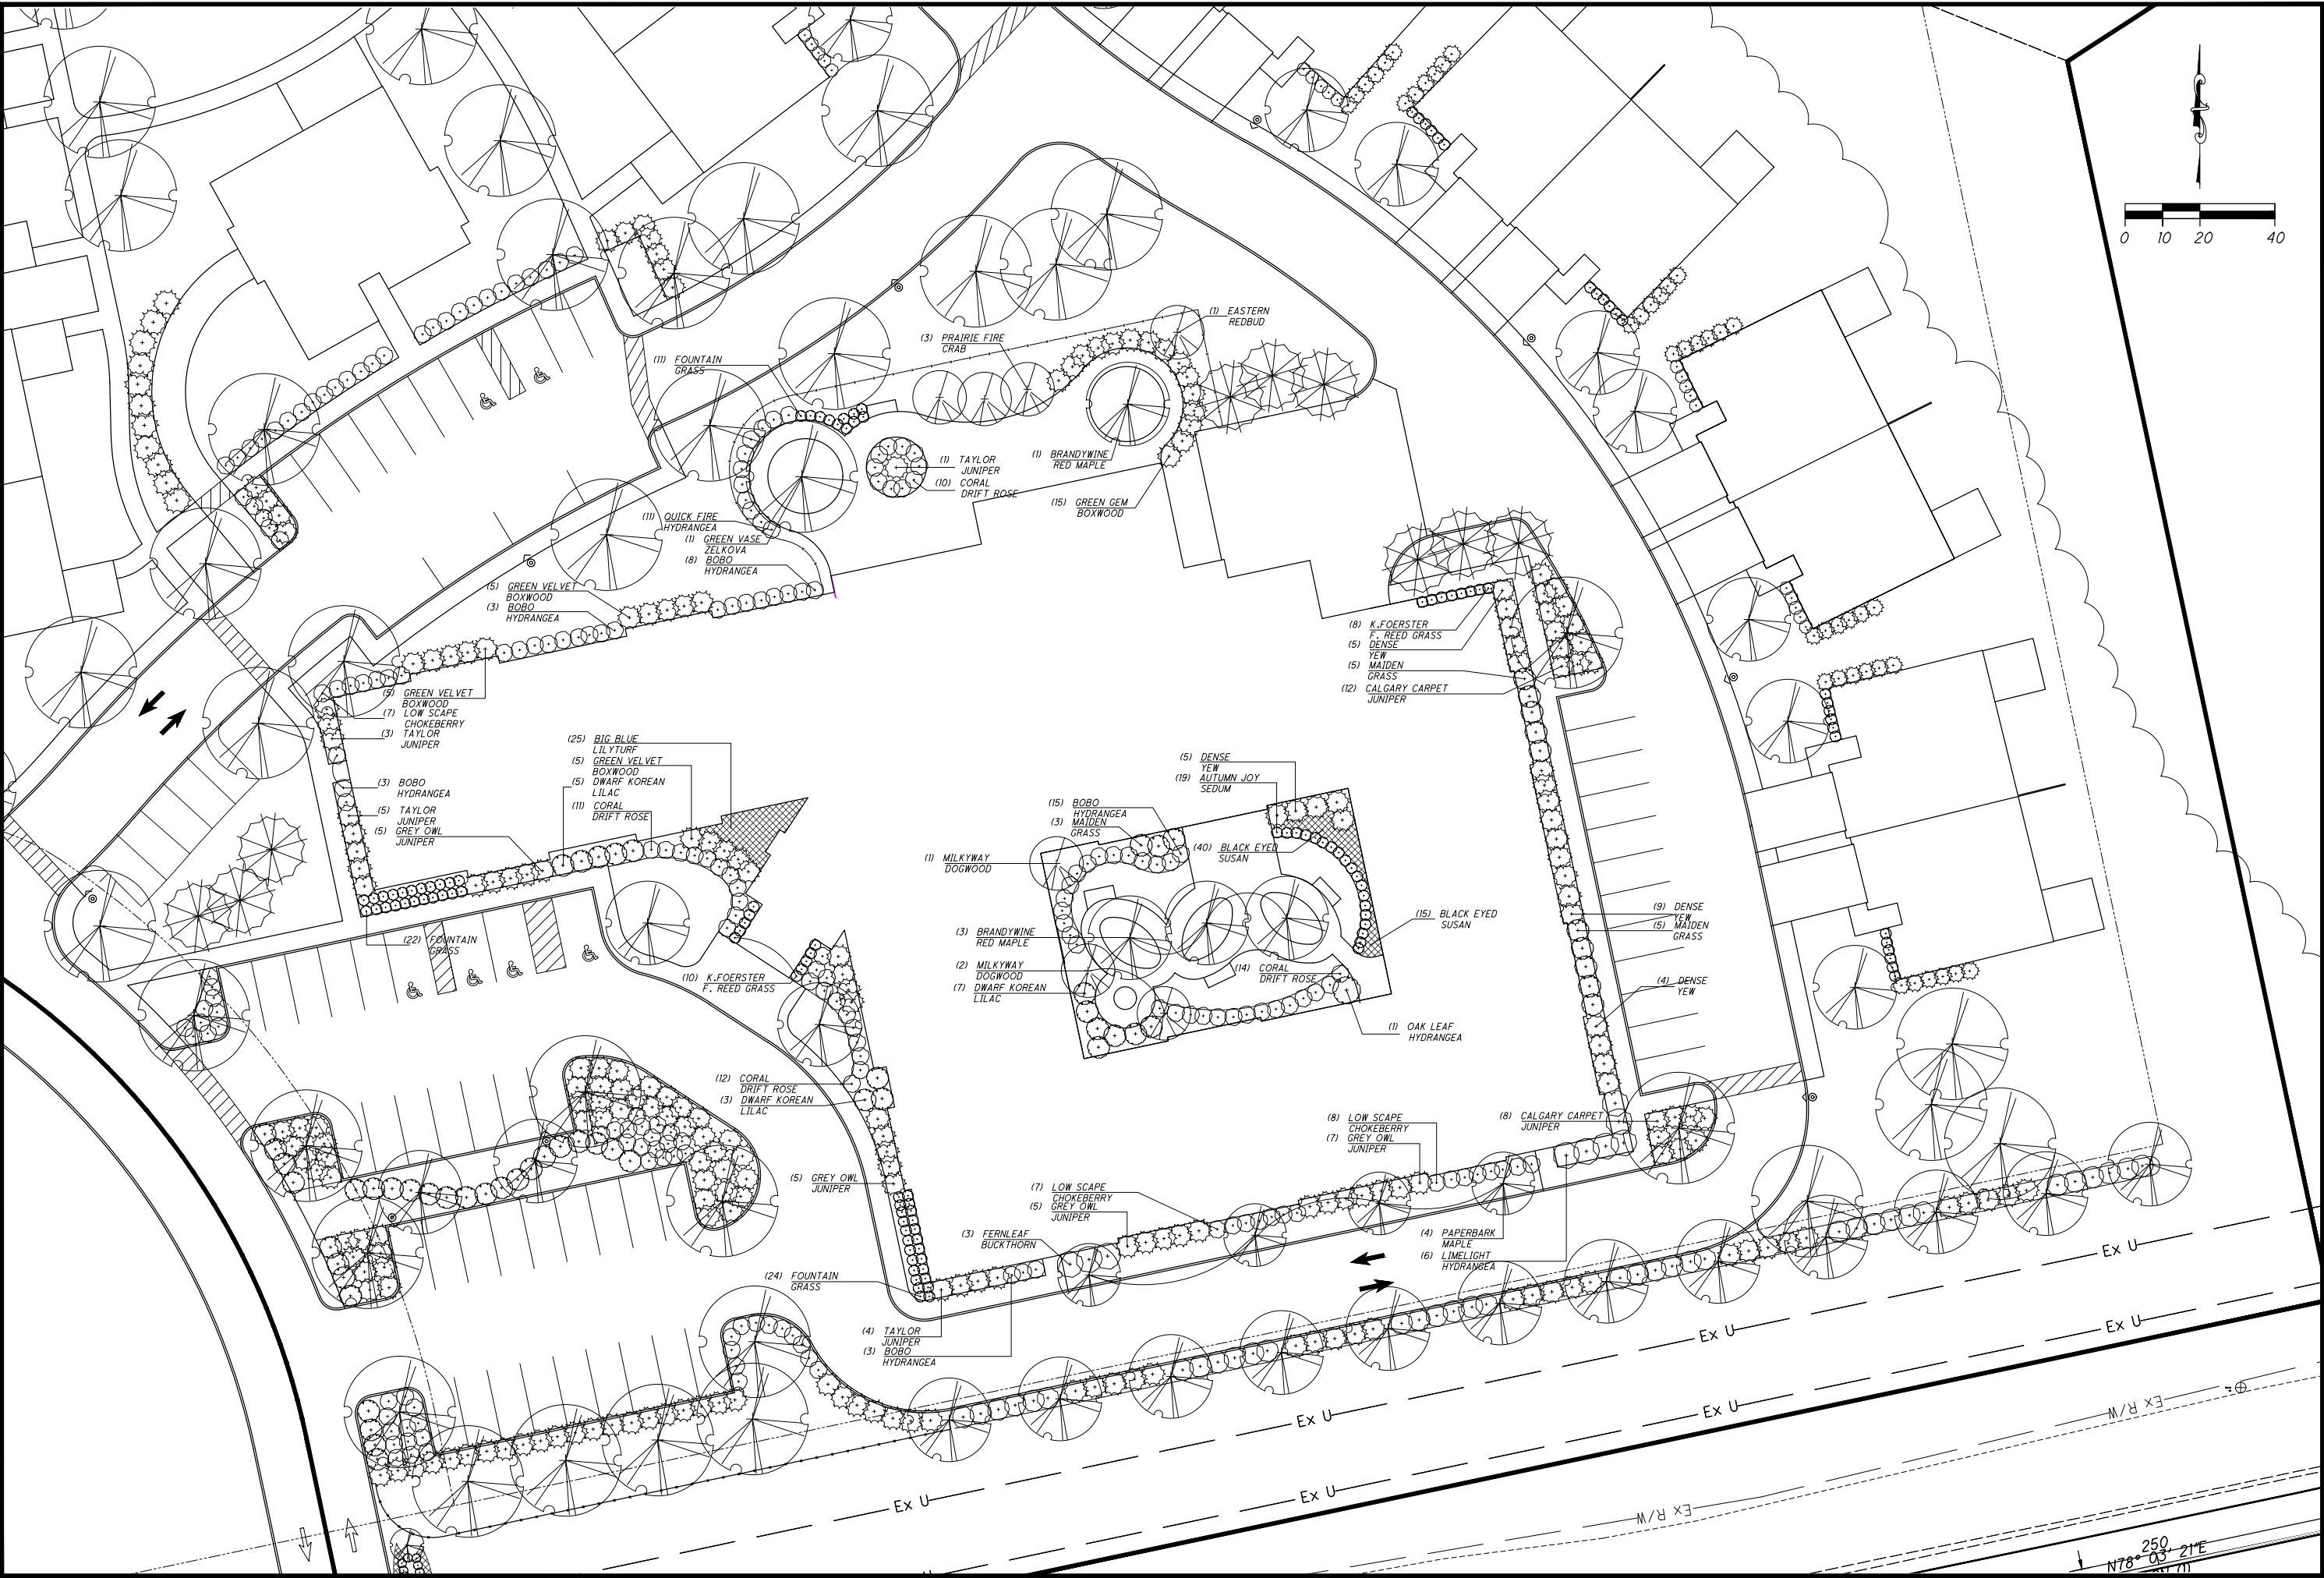 0 10 20 40
(1) EASTERN
REDBUD
(3) PRAIRIE FIRE
CRAB
(11) FOUNTAIN
GRASS
(1) TAYLOR
JUNIPER
(10) CORAL
DRIFT ROSE
(1) BRANDYWINE
RED MAPLE
(15) GREEN GEM
BOXWOOD
(11) QUICK FIRE
HYDRANGEA
(1) GREEN VASE
ZELKOVA
(8) BOBO
HYDRANGEA
(5) GREEN VELVET
BOXWOOD
(3) BOBO
HYDRANGEA
(8) K.FOERSTER
F. REED GRASS
(5) DENSE
YEW
(5) MAIDEN
GRASS
(12) CALGARY CARPET
JUNIPER
(5) GREEN VELVET
BOXWOOD
(7) LOW SCAPE
CHOKEBERRY
(3) TAYLOR
JUNIPER
(3) BOBO
HYDRANGEA
(5) TAYLOR
JUNIPER
(5) GREY OWL
JUNIPER
(25) BIG BLUE
LILYTURF
(5) GREEN VELVET
BOXWOOD
(5) DWARF KOREAN
LILAC
(11) CORAL
DRIFT ROSE
(5) DENSE
YEW
(19) AUTUMN JOY
SEDUM
(15) BOBO
HYDRANGEA
(3) MAIDEN
GRASS
(40) BLACK EYED
SUSAN
(1) MILKYWAY
DOGWOOD
(15) BLACK EYED
SUSAN
(9) DENSE
YEW
(5) MAIDEN
GRASS
(3) BRANDYWINE
RED MAPLE
(2) MILKYWAY
DOGWOOD
(7) DWARF KOREAN
LILAC
(14) CORAL
DRIFT ROSE
(4) DENSE
YEW
(22) FOUNTAIN
GRASS
(10) K.FOERSTER
F. REED GRASS
(1) OAK LEAF
HYDRANGEA
(12) CORAL
DRIFT ROSE
(3) DWARF KOREAN
LILAC
(8) LOW SCAPE
CHOKEBERRY
(7) GREY OWL
JUNIPER
(8) CALGARY CARPET
JUNIPER
(5) GREY OWL
JUNIPER
(7) LOW SCAPE
CHOKEBERRY
(5) GREY OWL
JUNIPER
(3) FERNLEAF
BUCKTHORN
(4) PAPERBARK
MAPLE
(6) LIMELIGHT
HYDRANGEA
(24) FOUNTAIN
GRASS
(4) TAYLOR
JUNIPER
(3) BOBO
HYDRANGEA
Ex U
Ex U
Ex U
Ex U
Ex U
Ex U
Ex U
Ex R/W
Ex R/W
250
N78° 03' 21"E